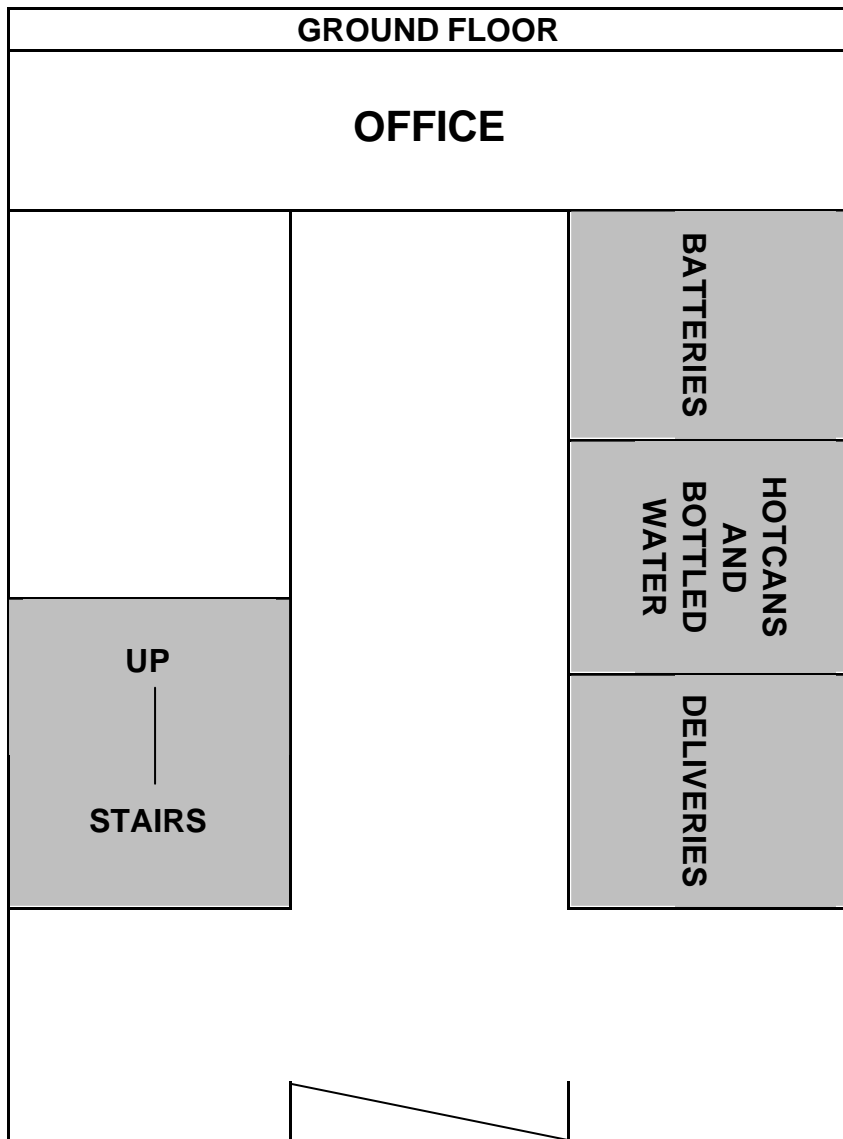 GROUND FLOOR
OFFICE
BATTERIES
HOTCANS
AND
BOTTLED
WATER
UP
STAIRS
DELIVERIES